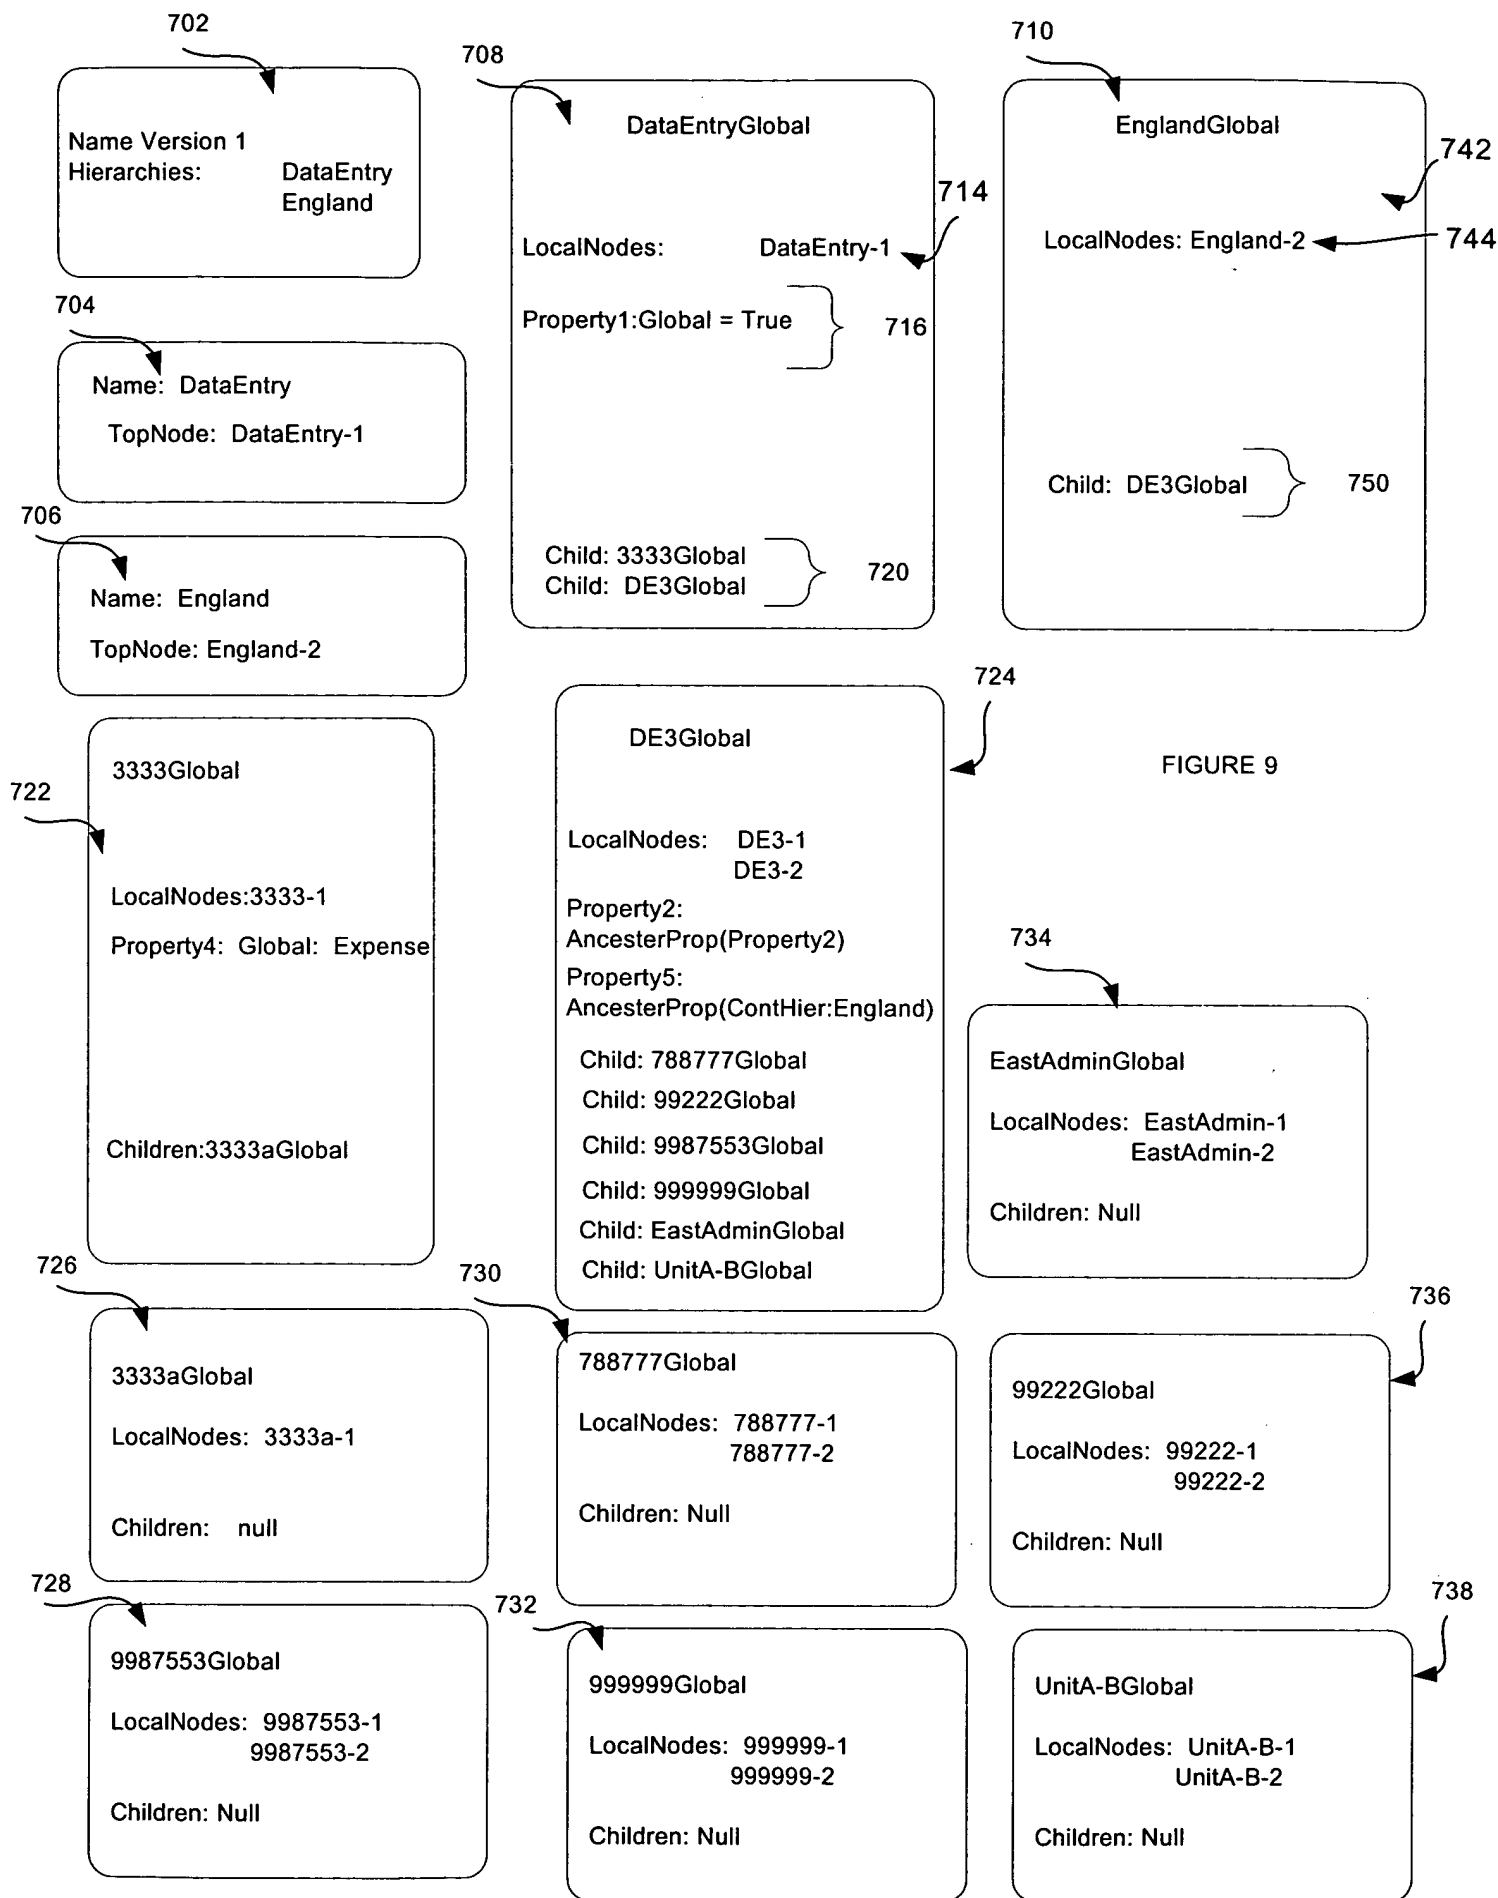 702
Name Version 1
Hierarchies: DataEntry
England
704
Name: DataEntry
TopNode: DataEntry-1
706
Name: England
TopNode: England-2
708
DataEntryGlobal
714
LocalNodes: DataEntry-1
Property1:Global = True
716
Child: 3333Global
Child: DE3Global
720
710
EnglandGlobal
742
LocalNodes: England-2
744
Child: DE3Global
750
722
3333Global
LocalNodes:3333-1
Property4: Global: Expense
Children:3333aGlobal
724
DE3Global
LocalNodes: DE3-1
DE3-2
Property2:
AncesterProp(Property2)
Property5:
AncesterProp(ContHier:England)
Child: 788777Global
Child: 99222Global
Child: 9987553Global
Child: 999999Global
Child: EastAdminGlobal
Child: UnitA-BGlobal
FIGURE 9
734
EastAdminGlobal
LocalNodes: EastAdmin-1
EastAdmin-2
Children: Null
726
3333aGlobal
LocalNodes: 3333a-1
Children: null
730
788777Global
LocalNodes: 788777-1
788777-2
Children: Null
736
99222Global
LocalNodes: 99222-1
99222-2
Children: Null
728
9987553Global
LocalNodes: 9987553-1
9987553-2
Children: Null
732
999999Global
LocalNodes: 999999-1
999999-2
Children: Null
738
UnitA-BGlobal
LocalNodes: UnitA-B-1
UnitA-B-2
Children: Null